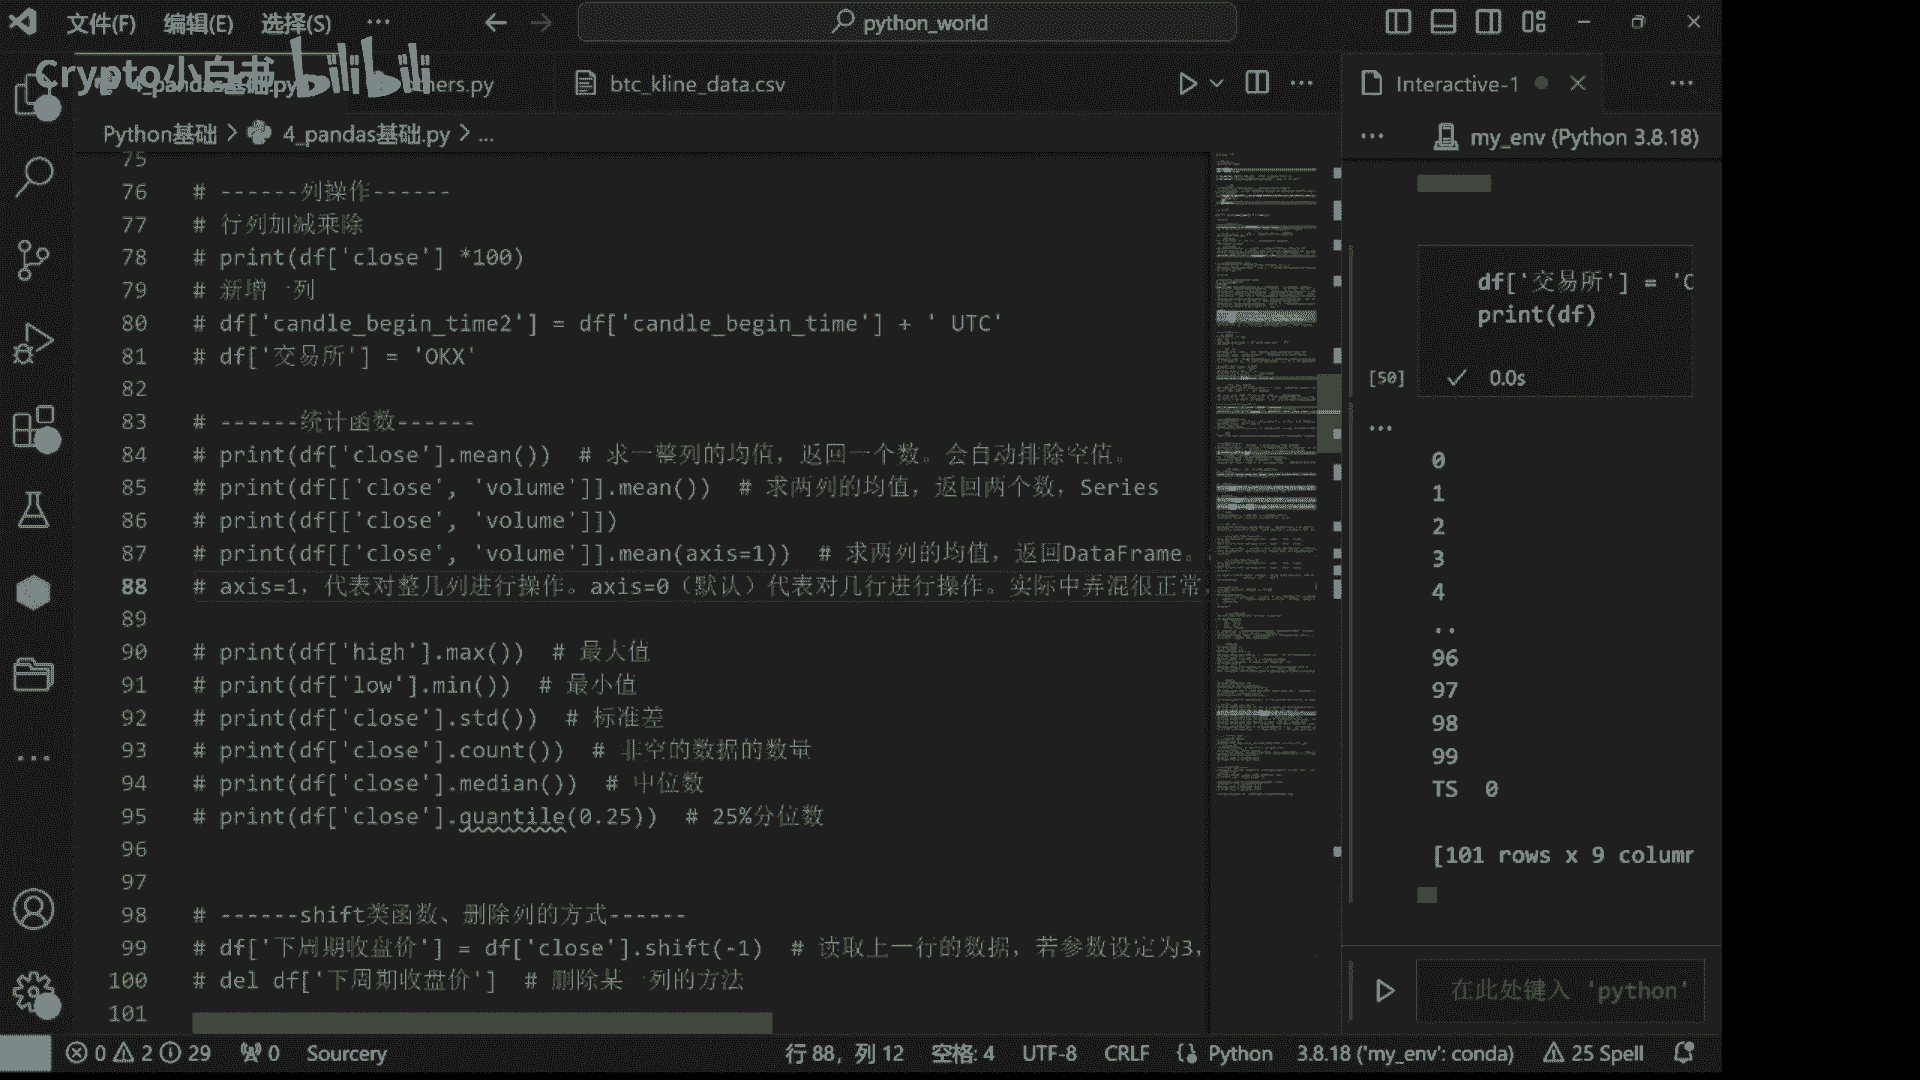 文件(F) 编辑(E) 选择(S) ··· python_world
Crypto小白书 bilibili
4_pandas基础.py
hers.py
btc_kline_data.csv
Interactive-1
Python基础 > 4_pandas基础.py > ...
my_env (Python 3.8.18)
75
76 # ------列操作------
77 # 行列加减乘除
78 # print(df['close'] *100)
79 # 新增一列
80 # df['candle_begin_time2'] = df['candle_begin_time'] + ' UTC'
81 # df['交易所'] = 'OKX'
82
83 # ------统计函数------
84 # print(df['close'].mean()) # 求一整列的均值，返回一个数。会自动排除空值。
85 # print(df[['close', 'volume']].mean()) # 求两列的均值，返回两个数，Series
86 # print(df[['close', 'volume']])
87 # print(df[['close', 'volume']].mean(axis=1)) # 求两列的均值，返回DataFrame。
88 # axis=1，代表对整几列进行操作。axis=0（默认）代表对几行进行操作。实际中弄混很正常，
89
90 # print(df['high'].max()) # 最大值
91 # print(df['low'].min()) # 最小值
92 # print(df['close'].std()) # 标准差
93 # print(df['close'].count()) # 非空的数据的数量
94 # print(df['close'].median()) # 中位数
95 # print(df['close'].quantile(0.25)) # 25%分位数
96
97
98 # ------shift类函数、删除列的方式------
99 # df['下周期收盘价'] = df['close'].shift(-1) # 读取上一行的数据，若参数设定为3，
100 # del df['下周期收盘价'] # 删除某一列的方法
101
df['交易所'] = 'C
print(df)
[50] 0.0s
...
0
1
2
3
4
..
96
97
98
99
TS 0
[101 rows x 9 column
在此处键入 'python'
0 2 29 0 Sourcery 行 88，列 12 空格: 4 UTF-8 CRLF Python 3.8.18 ('my_env': conda) 25 Spell